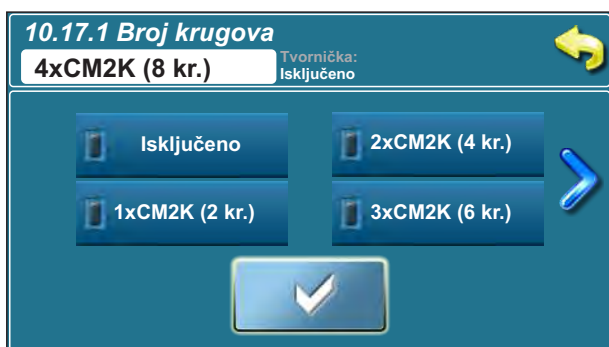 10.17.1 Broj krugova
4xCM2K (8 kr.)
Tvornička:
Isključeno
Isključeno
2xCM2K (4 kr.)
1xCM2K (2 kr.)
3xCM2K (6 kr.)